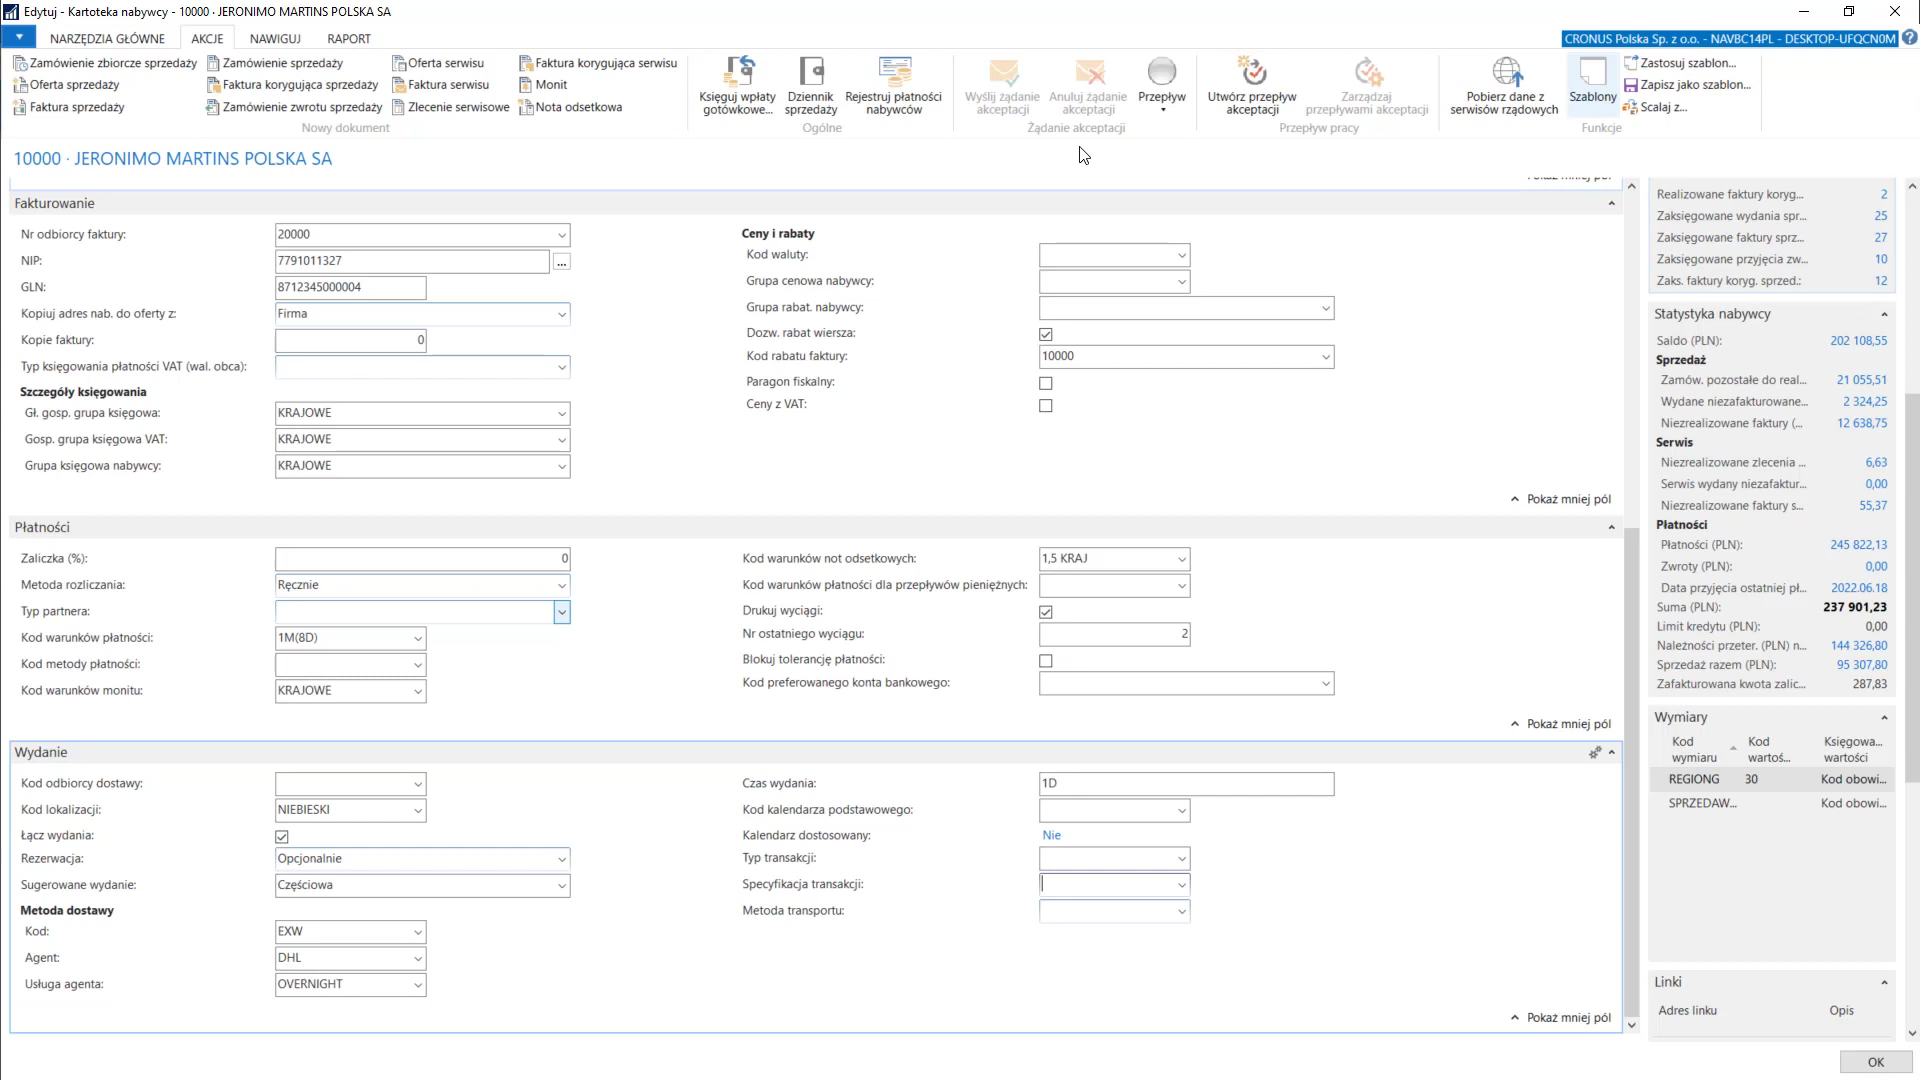 Edytuj - Kartoteka nabywcy - 10000 · JERONIMO MARTINS POLSKA SA
NARZĘDZIA GŁÓWNE AKCJE NAWIGUJ RAPORT
CRONUS Polska Sp. z o.o. - NAVBC14PL - DESKTOP-UFQCN0M
Zamówienie zbiorcze sprzedaży
Oferta sprzedaży
Faktura sprzedaży
Zamówienie sprzedaży
Faktura korygująca sprzedaży
Zamówienie zwrotu sprzedaży
Oferta serwisu
Faktura serwisu
Zlecenie serwisowe
Faktura korygująca serwisu
Monit
Nota odsetkowa
Nowy dokument
Księguj wpłaty
gotówkowe...
Dziennik
sprzedaży
Rejestruj płatności
nabywców
Ogólne
Wyślij żądanie
akceptacji
Anuluj żądanie
akceptacji
Przepływ
Żądanie akceptacji
Utwórz przepływ
akceptacji
Zarządzaj
przepływami akceptacji
Przepływ pracy
Pobierz dane z
serwisów rządowych
Szablony
Zastosuj szablon...
Zapisz jako szablon...
Scalaj z...
Funkcje
10000 · JERONIMO MARTINS POLSKA SA
Pokaż mniej pól
Fakturowanie
Nr odbiorcy faktury: 20000
NIP: 7791011327 ...
GLN: 8712345000004
Kopiuj adres nab. do oferty z: Firma
Kopie faktury: 0
Typ księgowania płatności VAT (wal. obca):
Szczegóły księgowania
Gł. gosp. grupa księgowa: KRAJOWE
Gosp. grupa księgowa VAT: KRAJOWE
Grupa księgowa nabywcy: KRAJOWE
Ceny i rabaty
Kod waluty:
Grupa cenowa nabywcy:
Grupa rabat. nabywcy:
Dozw. rabat wiersza:
Kod rabatu faktury: 10000
Paragon fiskalny:
Ceny z VAT:
Pokaż mniej pól
Płatności
Zaliczka (%): 0
Metoda rozliczania: Ręcznie
Typ partnera:
Kod warunków płatności: 1M(8D)
Kod metody płatności:
Kod warunków monitu: KRAJOWE
Kod warunków not odsetkowych: 1,5 KRAJ
Kod warunków płatności dla przepływów pieniężnych:
Drukuj wyciągi:
Nr ostatniego wyciągu: 2
Blokuj tolerancję płatności:
Kod preferowanego konta bankowego:
Pokaż mniej pól
Wydanie
Kod odbiorcy dostawy:
Kod lokalizacji: NIEBIESKI
Łącz wydania:
Rezerwacja: Opcjonalnie
Sugerowane wydanie: Częściowa
Metoda dostawy
Kod: EXW
Agent: DHL
Usługa agenta: OVERNIGHT
Czas wydania: 1D
Kod kalendarza podstawowego:
Kalendarz dostosowany: Nie
Typ transakcji:
Specyfikacja transakcji:
Metoda transportu:
Pokaż mniej pól
Realizowane faktury koryg... 2
Zaksięgowane wydania spr... 25
Zaksięgowane faktury sprz... 27
Zaksięgowane przyjęcia zw... 10
Zaks. faktury koryg. sprzed.: 12
Statystyka nabywcy
Saldo (PLN): 202 108,55
Sprzedaż
Zamów. pozostałe do real... 21 055,51
Wydane niezafakturowane... 2 324,25
Niezrealizowane faktury (... 12 638,75
Serwis
Niezrealizowane zlecenia ... 6,63
Serwis wydany niezafaktur... 0,00
Niezrealizowane faktury s... 55,37
Płatności
Płatności (PLN): 245 822,13
Zwroty (PLN): 0,00
Data przyjęcia ostatniej pł... 2022.06.18
Suma (PLN): 237 901,23
Limit kredytu (PLN): 0,00
Należności przeter. (PLN) n... 144 326,80
Sprzedaż razem (PLN): 95 307,80
Zafakturowana kwota zalic... 287,83
Wymiary
Kod Kod Księgowa...
wymiaru wartoś... wartości
REGIONG 30 Kod obowi...
SPRZEDAW... Kod obowi...
Linki
Adres linku Opis
OK